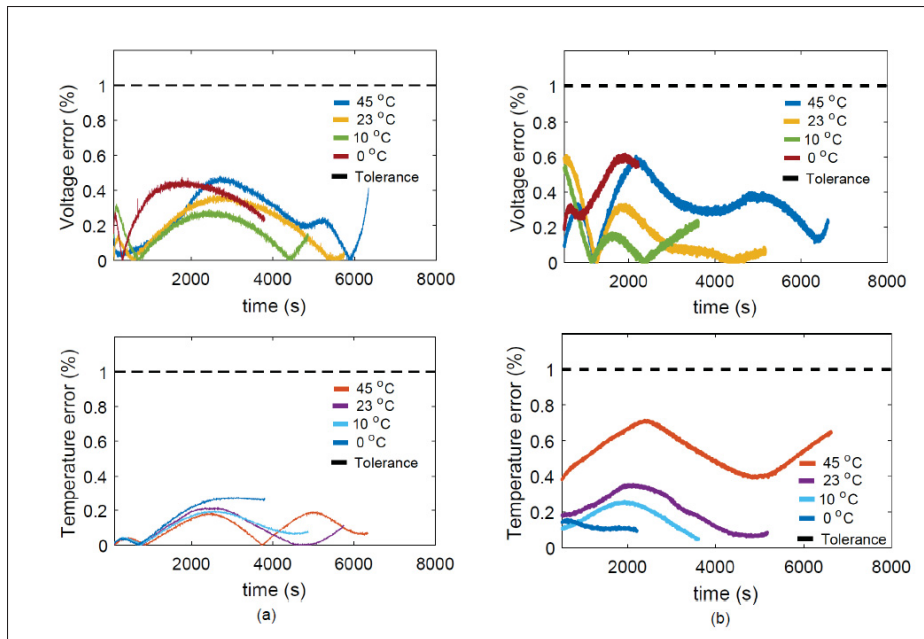 Voltage error (%)
1
0.8
0.6
0.4
0.2
0
45 °C
23 °C
10 °C
0 °C
Tolerance
2000 4000 6000 8000
time (s)
Voltage error (%)
1
0.8
0.6
0.4
0.2
0
45 °C
23 °C
10 °C
0 °C
Tolerance
2000 4000 6000 8000
time (s)
Temperature error (%)
1
0.8
0.6
0.4
0.2
0
45 °C
23 °C
10 °C
0 °C
Tolerance
2000 4000 6000 8000
time (s)
(a)
Temperature error (%)
1
0.8
0.6
0.4
0.2
0
45 °C
23 °C
10 °C
0 °C
Tolerance
2000 4000 6000 8000
time (s)
(b)